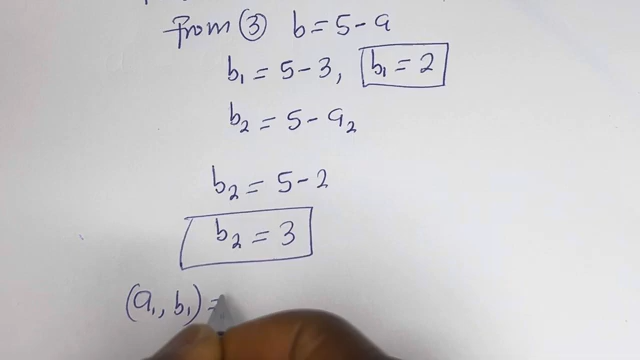 From ③ b = 5 - a
b₁ = 5 - 3, b₁ = 2
b₂ = 5 - a₂
b₂ = 5 - 2
b₂ = 3
(a₁, b₁) =